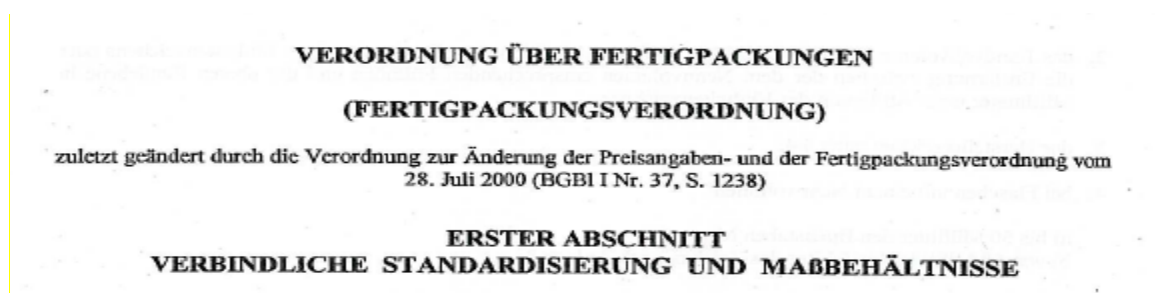 VERORDNUNG ÜBER FERTIGPACKUNGEN
(FERTIGPACKUNGSVERORDNUNG)
zuletzt geändert durch die Verordnung zur Änderung der Preisangaben- und der Fertigpackungsverordnung vom
28. Juli 2000 (BGBl I Nr. 37, S. 1238)
ERSTER ABSCHNITT
VERBINDLICHE STANDARDISIERUNG UND MAßBEHÄLTNISSE